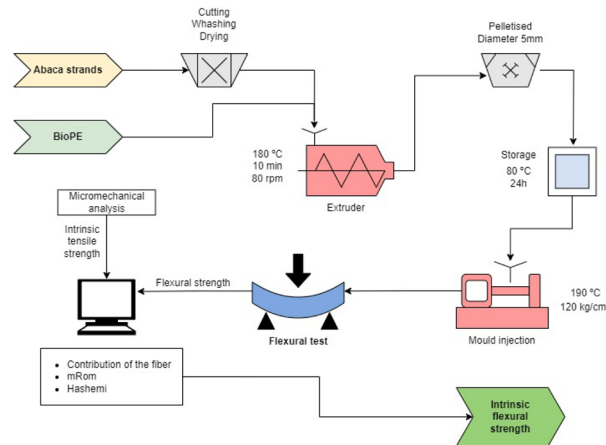 Cutting
Whashing
Drying
Pelletised
Diameter 5mm
Abaca strands
BioPE
180 ºC
10 min
80 rpm
Extruder
Storage
80 ºC
24h
Micromechanical
analysis
Intrinsic
tensile
strength
Flexural strength
Flexural test
190 ºC
120 kg/cm
Mould injection
• Contribution of the fiber
• mRom
• Hashemi
Intrinsic
flexural
strength